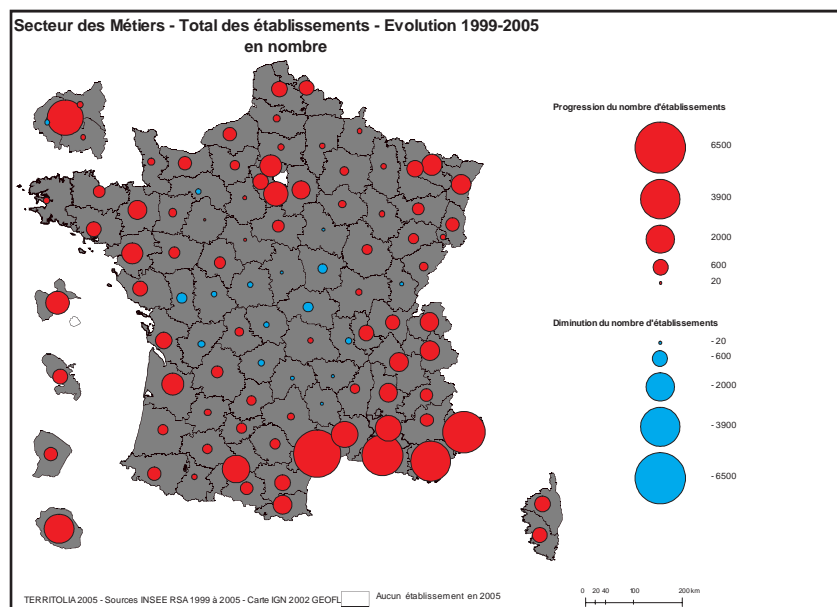 Secteur des Métiers - Total des établissements - Evolution 1999-2005
en nombre
Progression du nombre d'établissements
6500
3900
2000
600
20
Diminution du nombre d'établissements
- 20
- 600
-2000
-3900
-6500
TERRITOLIA 2005 - Sources INSEE RSA 1999 à 2005 - Carte IGN 2002 GEOFL
Aucun établissement en 2005
0 20 40 100 200 km